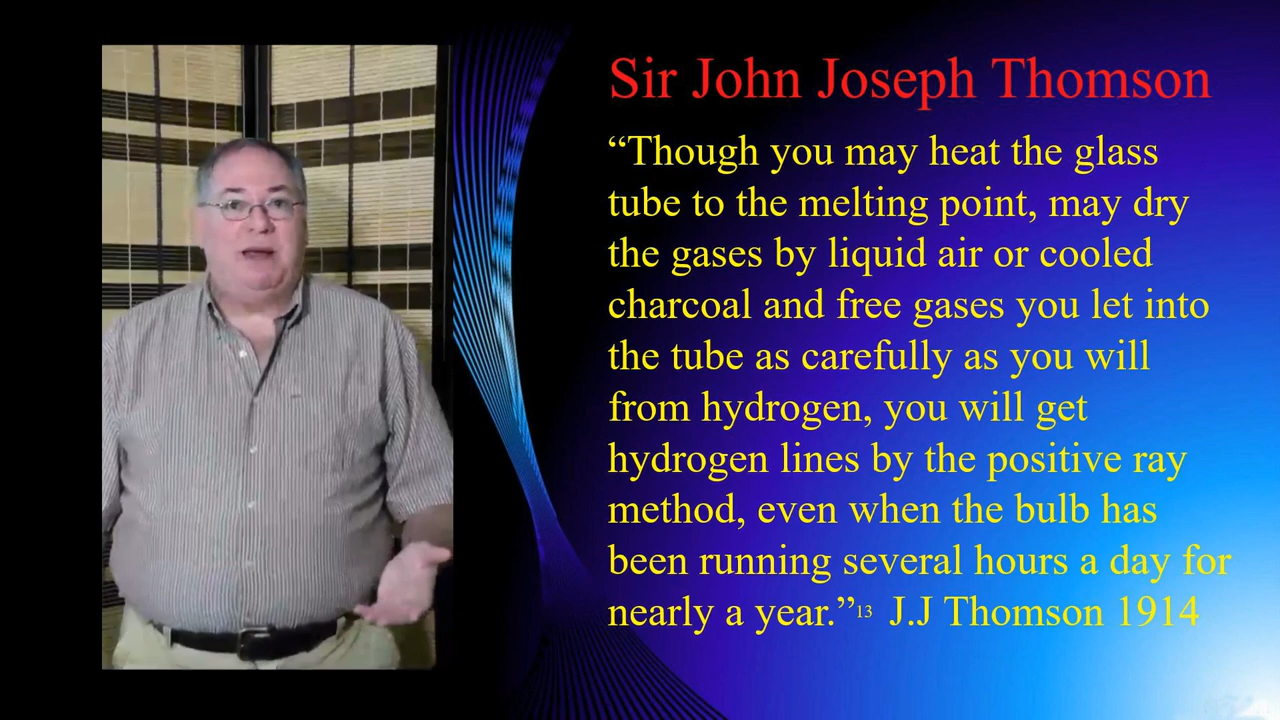 Sir John Joseph Thomson
“Though you may heat the glass
tube to the melting point, may dry
the gases by liquid air or cooled
charcoal and free gases you let into
the tube as carefully as you will
from hydrogen, you will get
hydrogen lines by the positive ray
method, even when the bulb has
been running several hours a day for
nearly a year.”13 J.J Thomson 1914